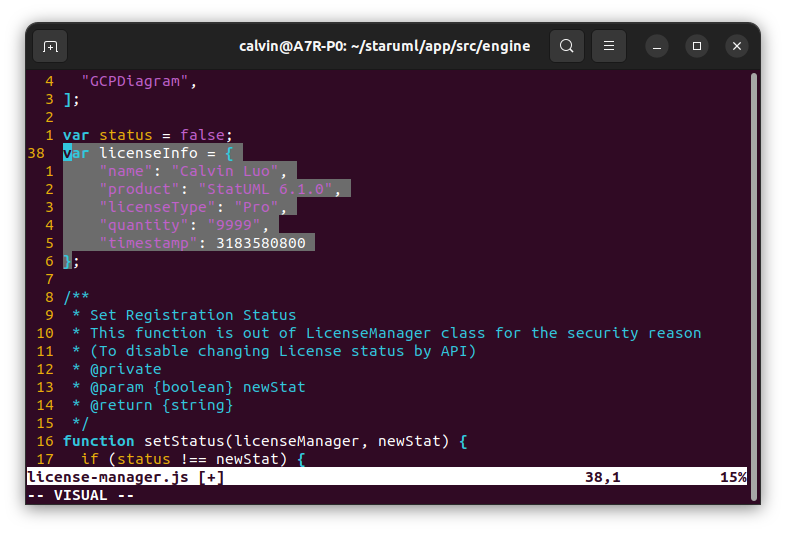 calvin@A7R-P0: ~/staruml/app/src/engine
4 "GCPDiagram",
3 ];
2
1 var status = false;
38 var licenseInfo = {
1 "name": "Calvin Luo",
2 "product": "StatUML 6.1.0",
3 "licenseType": "Pro",
4 "quantity": "9999",
5 "timestamp": 3183580800
6 };
7
8 /**
9 * Set Registration Status
10 * This function is out of LicenseManager class for the security reason
11 * (To disable changing License status by API)
12 * @private
13 * @param {boolean} newStat
14 * @return {string}
15 */
16 function setStatus(licenseManager, newStat) {
17 if (status !== newStat) {
license-manager.js [+] 38,1 15%
-- VISUAL --